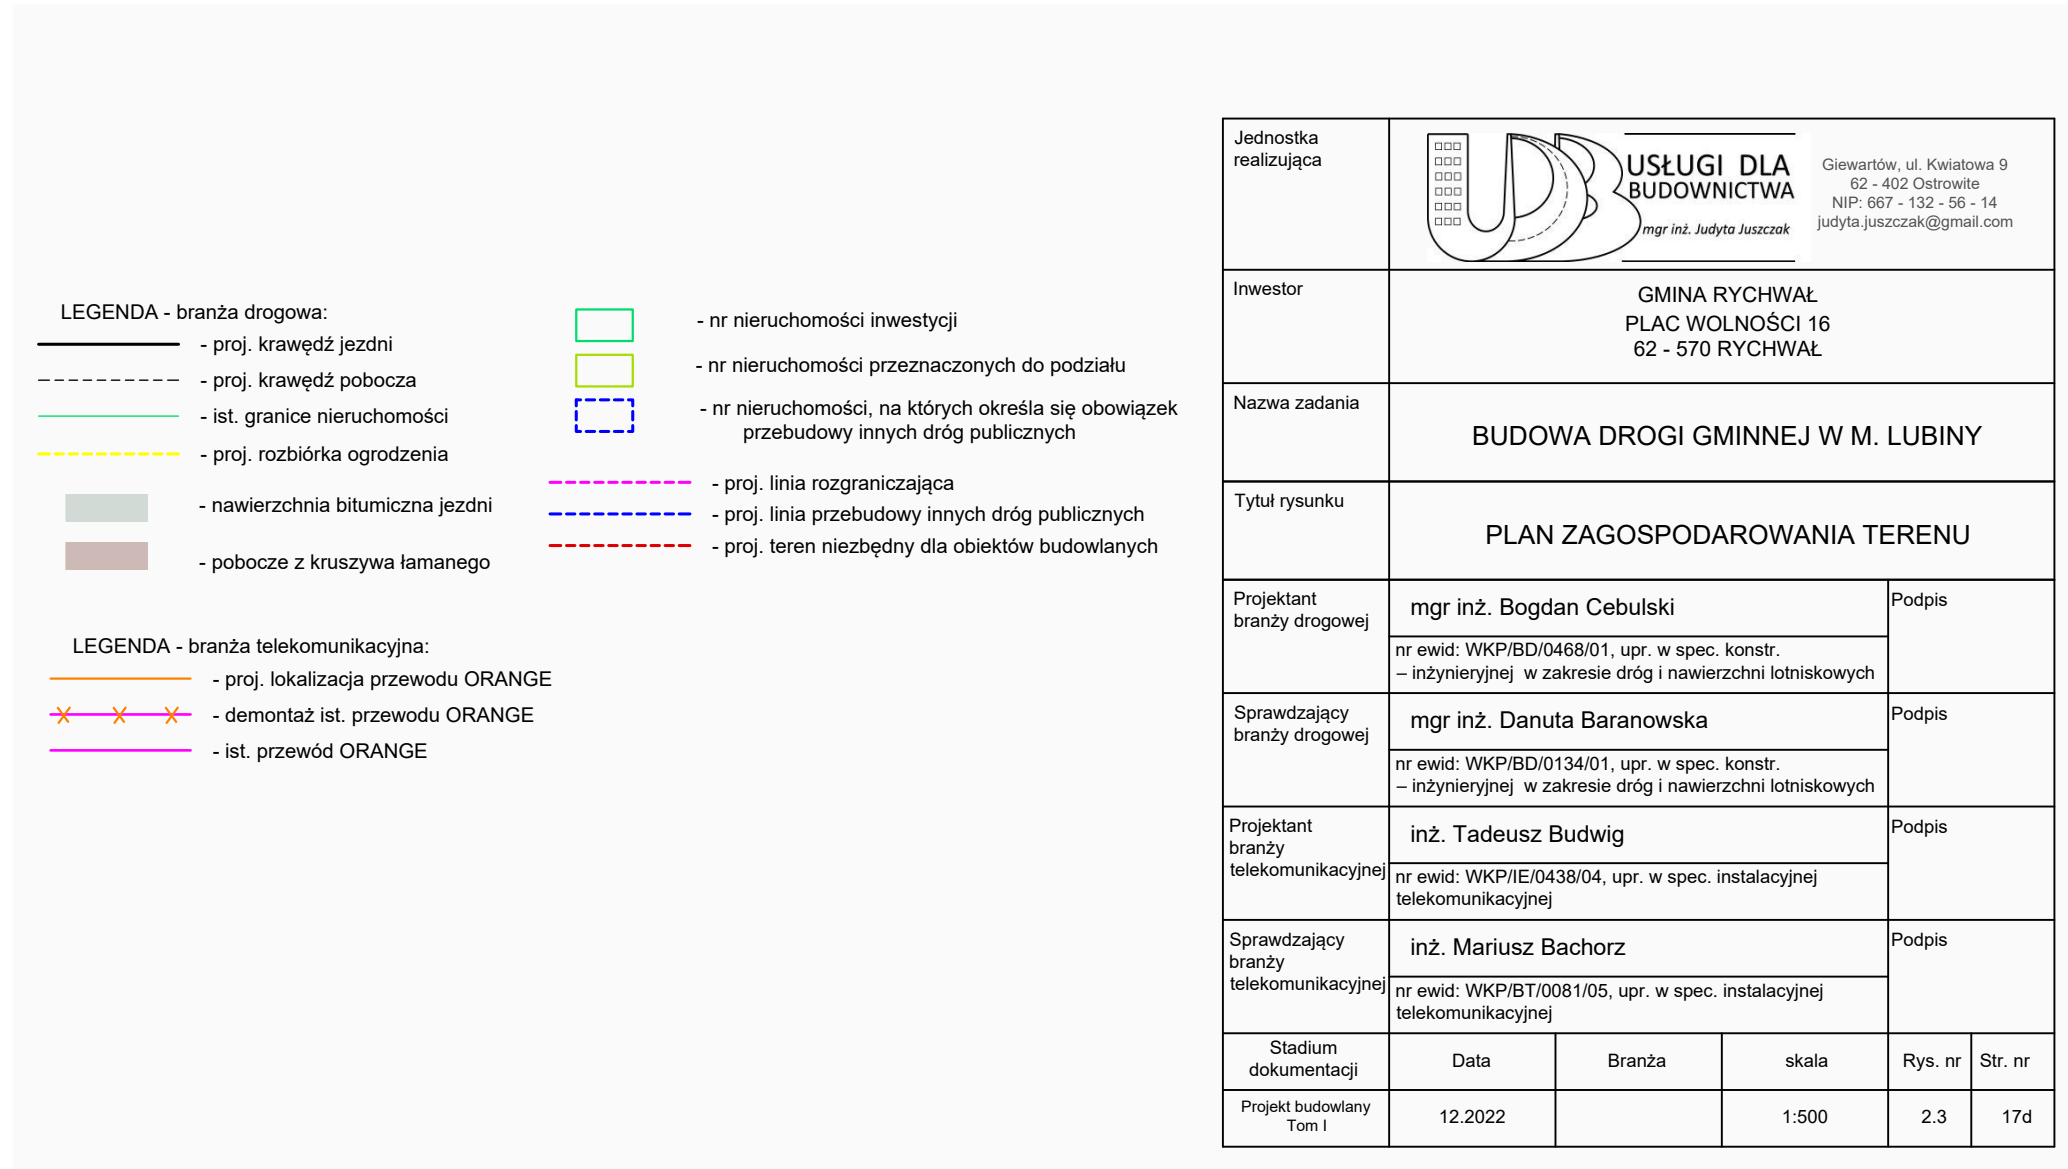 LEGENDA - branża drogowa:
- proj. krawędź jezdni
- proj. krawędź pobocza
- ist. granice nieruchomości
- proj. rozbiórka ogrodzenia
- nawierzchnia bitumiczna jezdni
- pobocze z kruszywa łamanego
- nr nieruchomości inwestycji
- nr nieruchomości przeznaczonych do podziału
- nr nieruchomości, na których określa się obowiązek
przebudowy innych dróg publicznych
- proj. linia rozgraniczająca
- proj. linia przebudowy innych dróg publicznych
- proj. teren niezbędny dla obiektów budowlanych
LEGENDA - branża telekomunikacyjna:
- proj. lokalizacja przewodu ORANGE
- demontaż ist. przewodu ORANGE
- ist. przewód ORANGE
Jednostka
realizująca
UDB
USŁUGI DLA
BUDOWNICTWA
mgr inż. Judyta Juszczak
Giewartów, ul. Kwiatowa 9
62 - 402 Ostrowite
NIP: 667 - 132 - 56 - 14
judyta.juszczak@gmail.com
Inwestor
GMINA RYCHWAŁ
PLAC WOLNOŚCI 16
62 - 570 RYCHWAŁ
Nazwa zadania
BUDOWA DROGI GMINNEJ W M. LUBINY
Tytuł rysunku
PLAN ZAGOSPODAROWANIA TERENU
Projektant
branży drogowej
mgr inż. Bogdan Cebulski
Podpis
nr ewid: WKP/BD/0468/01, upr. w spec. konstr.
– inżynieryjnej w zakresie dróg i nawierzchni lotniskowych
Sprawdzający
branży drogowej
mgr inż. Danuta Baranowska
Podpis
nr ewid: WKP/BD/0134/01, upr. w spec. konstr.
– inżynieryjnej w zakresie dróg i nawierzchni lotniskowych
Projektant
branży
telekomunikacyjnej
inż. Tadeusz Budwig
Podpis
nr ewid: WKP/IE/0438/04, upr. w spec. instalacyjnej
telekomunikacyjnej
Sprawdzający
branży
telekomunikacyjnej
inż. Mariusz Bachorz
Podpis
nr ewid: WKP/BT/0081/05, upr. w spec. instalacyjnej
telekomunikacyjnej
Stadium
dokumentacji
Data
Branża
skala
Rys. nr
Str. nr
Projekt budowlany
Tom I
12.2022
1:500
2.3
17d